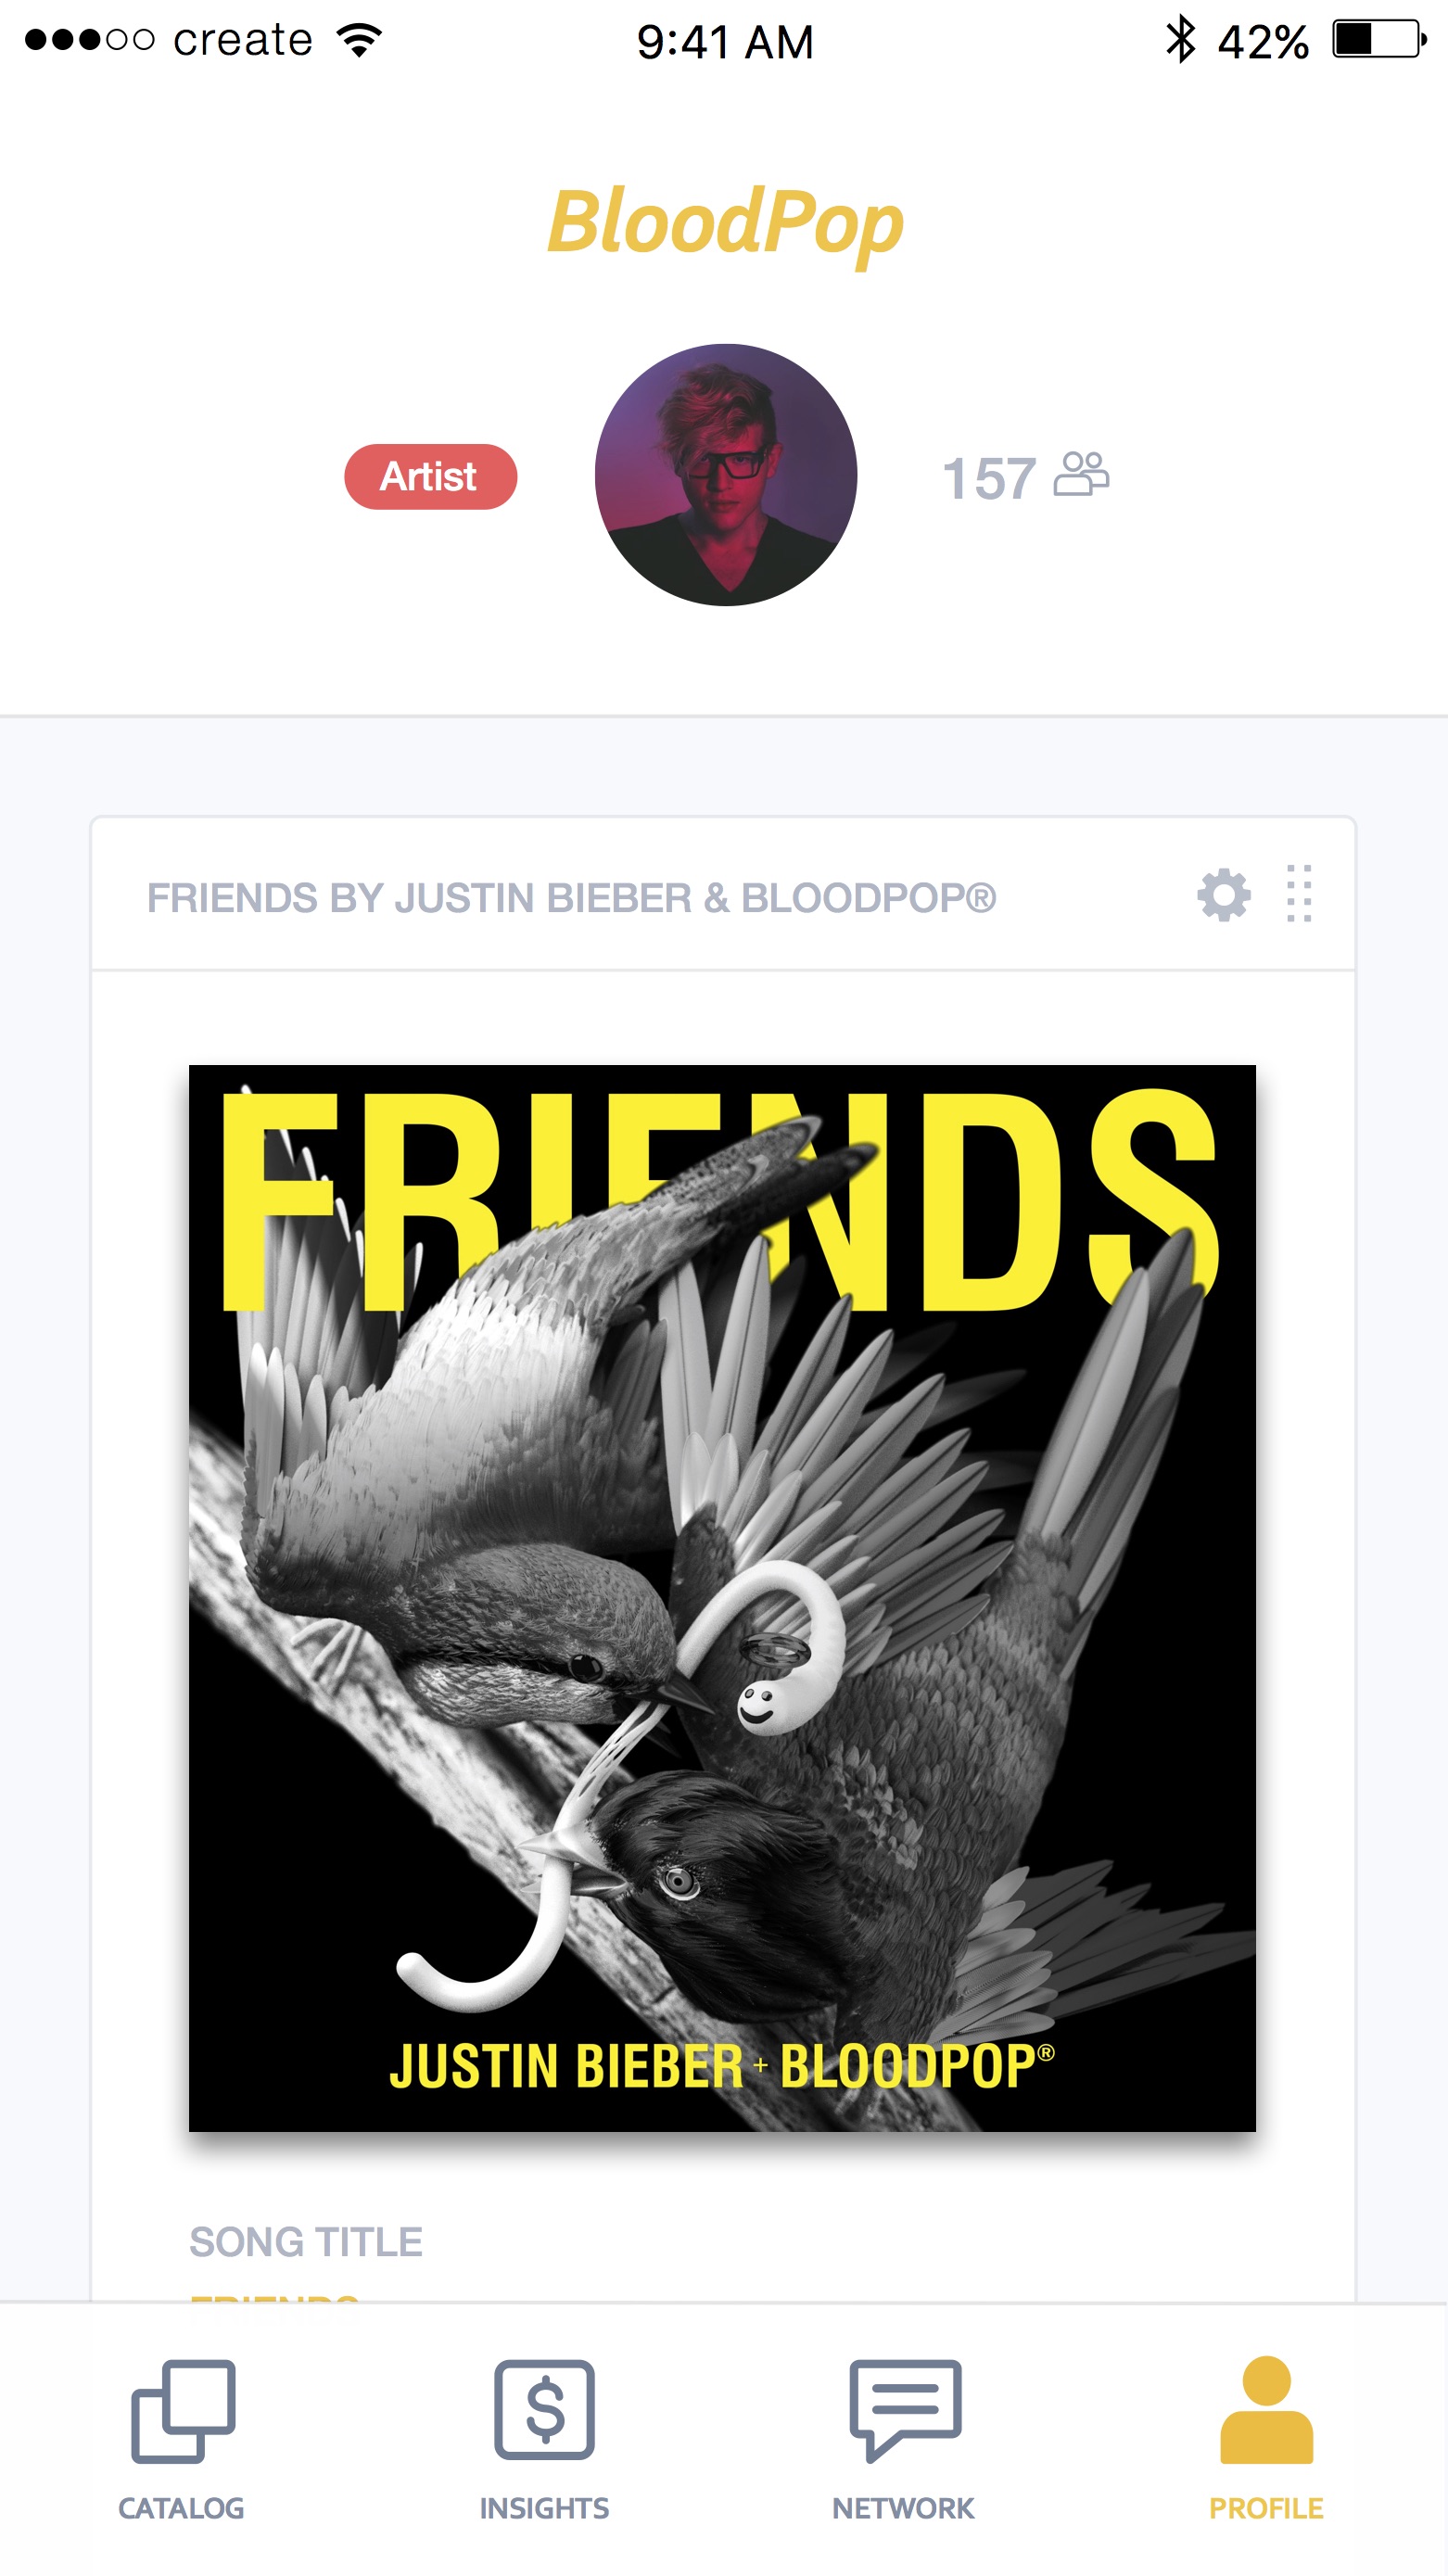 create 9:41 AM 42%
BloodPop
Artist 157
FRIENDS BY JUSTIN BIEBER & BLOODPOP®
FRIENDS
JUSTIN BIEBER + BLOODPOP®
SONG TITLE
FRIENDS
CATALOG INSIGHTS NETWORK PROFILE